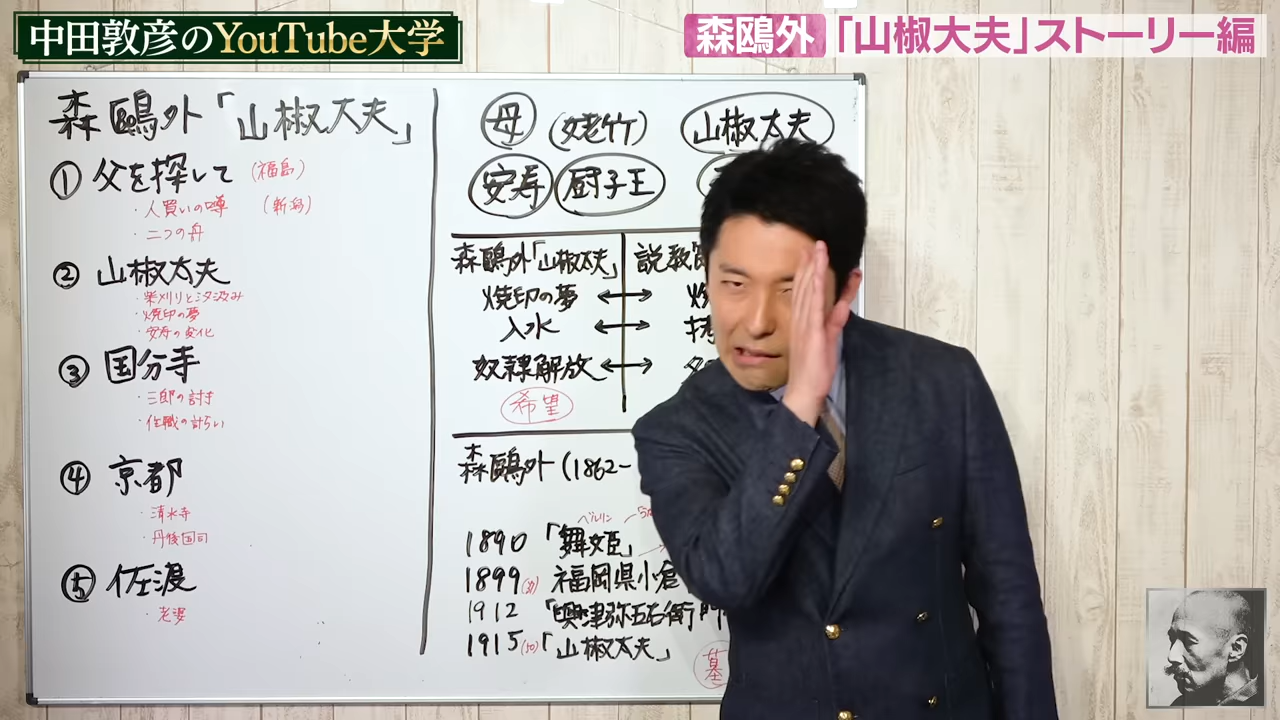 中田敦彦のYouTube大学
森鷗外「山椒大夫」ストーリー編
森鷗外「山椒大夫」
① 父を探して (福島)
・人買いの噂 (新潟)
・二つの舟
② 山椒大夫
・柴刈りと汐汲み
・焼印の夢
・安寿の変化
③ 国分寺
・三郎の討手
・住職の計らい
④ 京都
・清水寺
・丹後国司
⑤ 佐渡
・老婆
母 (姥竹) 山椒大夫
安寿 厨子王
森鷗外「山椒大夫」 説教
焼印の夢 ↔
入水 ↔
奴隷解放 ↔
希望
森鷗外 (1862-
ベルリン
1890 「舞姫」
1899 福岡県小倉
1912 「興津弥五右衛門
1915 「山椒大夫」
墓